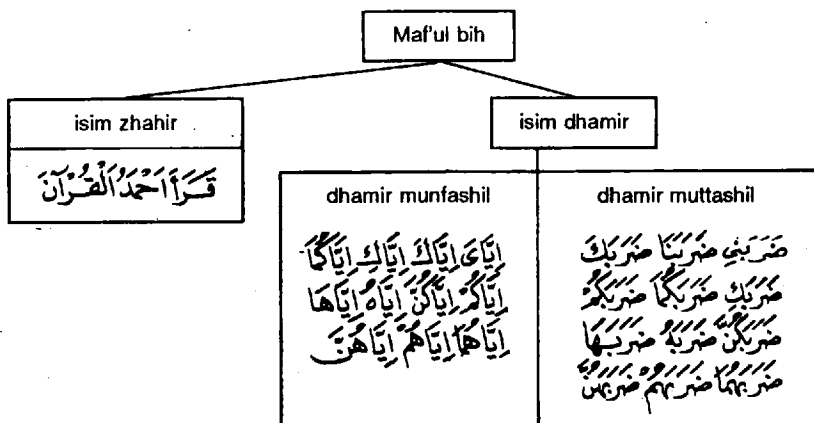 Maf'ul bih
isim zhahir
قَرَأَ اَحْمَدُ الْقُرْآنَ
isim dhamir
dhamir munfashil
اِيَّايَ اِيَّاكَ اِيَّاكِ اِيَّاكُمَا
اِيَّاكُمْ اِيَّاكُنَّ اِيَّاهُ اِيَّاهَا
اِيَّاهُمَا اِيَّاهُمْ اِيَّاهُنَّ
dhamir muttashil
ضَرَبَنِي ضَرَبَنَا ضَرَبَكَ
ضَرَبَكِ ضَرَبَكُمَا ضَرَبَكُمْ
ضَرَبَكُنَّ ضَرَبَهُ ضَرَبَهَا
ضَرَبَهُمَا ضَرَبَهُمْ ضَرَبَهُنَّ